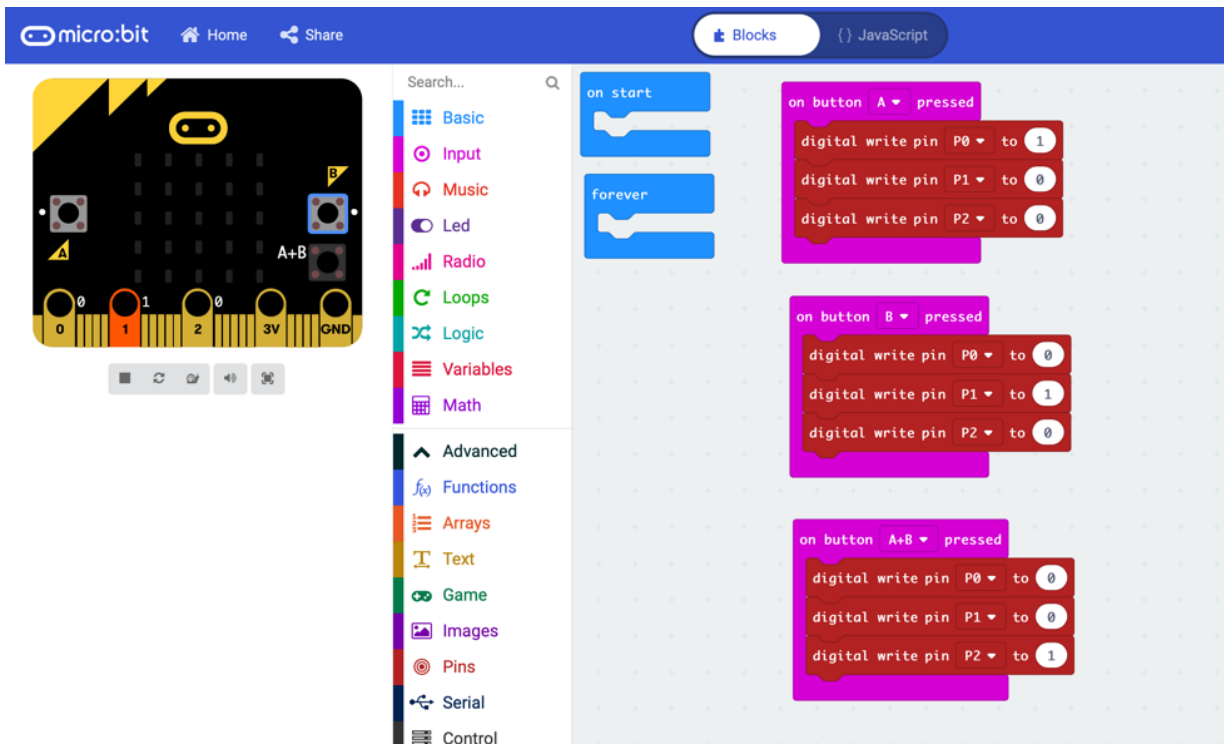 micro:bit Home Share Blocks {} JavaScript
B
A
A+B
0 1 0
0 1 2 3V GND
Search...
Basic
Input
Music
Led
Radio
Loops
Logic
Variables
Math
Advanced
f(x) Functions
Arrays
T Text
Game
Images
Pins
Serial
Control
on start
forever
on button A pressed
digital write pin P0 to 1
digital write pin P1 to 0
digital write pin P2 to 0
on button B pressed
digital write pin P0 to 0
digital write pin P1 to 1
digital write pin P2 to 0
on button A+B pressed
digital write pin P0 to 0
digital write pin P1 to 0
digital write pin P2 to 1